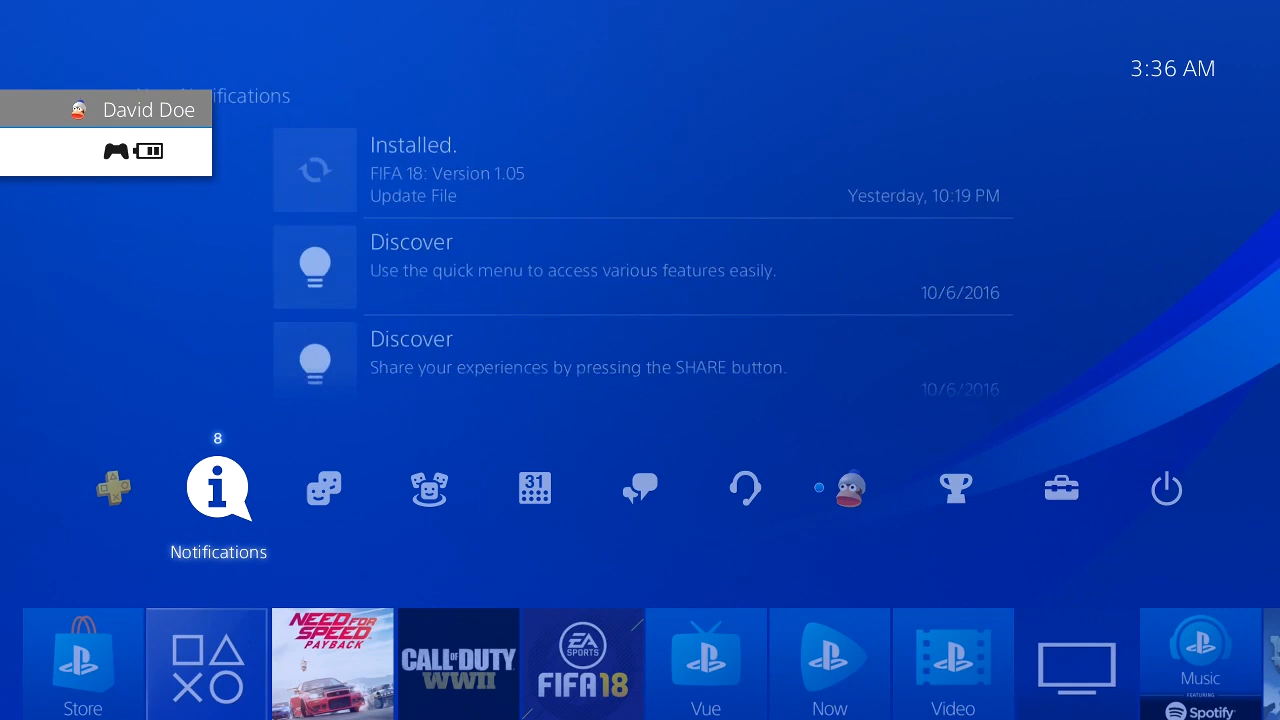 3:36 AM
Notifications
David Doe
Installed.
FIFA 18: Version 1.05
Update File
Yesterday, 10:19 PM
Discover
Use the quick menu to access various features easily.
10/6/2016
Discover
Share your experiences by pressing the SHARE button.
10/6/2016
8
31
Notifications
NEED FOR
SPEED
PAYBACK
CALL OF DUTY
WWII
EA
SPORTS
FIFA 18
Store
Vue
Now
Video
Music
FEATURING
Spotify